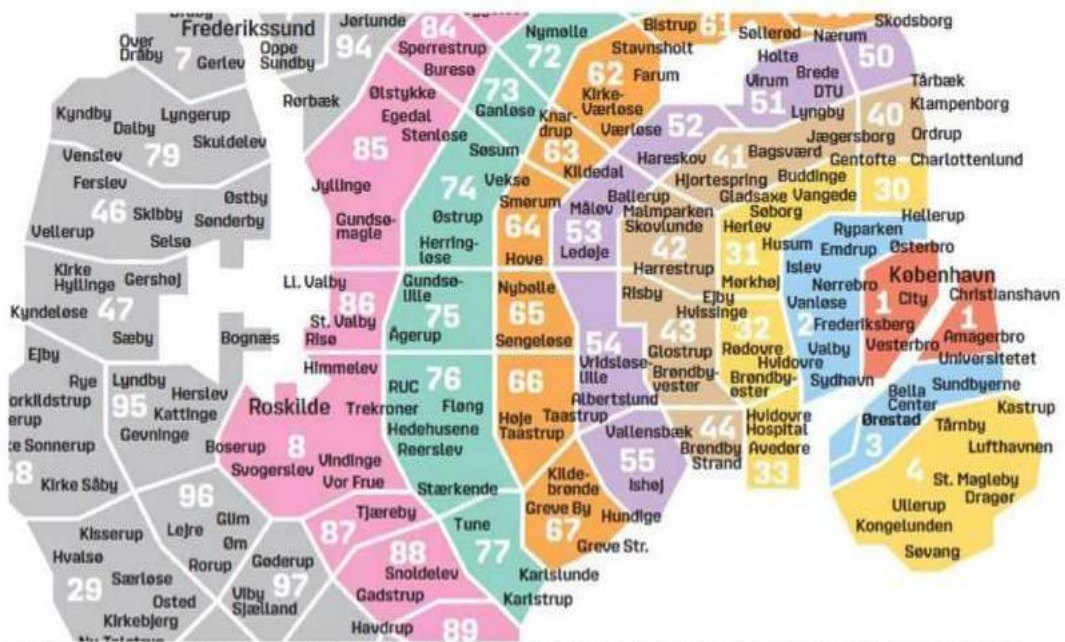 Jørlunde
84
Nymølle
Bistrup
61
Skodsborg
Frederikssund
Over
Dråby
7
Gerlev
Oppe
Sundby
94
Sperrestrup
Buresø
72
Stavnsholt
Søllerød
Nærum
50
Holte
Rørbæk
Ølstykke
Egedal
Stenløse
85
73
Ganløse
62
Farum
Kirke-
Værløse
Værløse
Knar-
drup
63
52
Virum
51
Brede
DTU
Lyngby
Tårbæk
40
Klampenborg
Ordrup
Kyndby
Lyngerup
Dalby
Skuldelev
Venslev
79
Søsum
Hareskov
41
Bagsværd
Jægersborg
Gentofte
Charlottenlund
Ferslev
46
Skibby
Østby
Sønderby
Vellerup
Selsø
Jyllinge
Gundsø-
magle
74
Veksø
Østrup
Herring-
løse
Kildedal
Smørum
64
Hove
Ballerup
Måløv
53
Ledøje
Hjortespring
Gladsaxe
Buddinge
Vangede
30
Malmparken
Skovlunde
42
Harrestrup
Søborg
Herlev
31
Mørkhøj
Hellerup
Ryparken
Husum
Emdrup
Østerbro
Islev
Nørrebro
København
Kirke
Hyllinge
Gershøj
47
Kyndeløse
Sæby
Ll. Valby
86
St. Valby
Risø
Bognæs
Gundsø-
lille
75
Ågerup
Nybølle
65
Sengeløse
54
Vridsløse-
lille
Albertslund
Risby
Ejby
Hvissinge
43
Glostrup
Brøndby-
vester
32
Rødovre
Hvidovre
Brøndby-
øster
Vanløse
2
Frederiksberg
Valby
Sydhavn
1
City
Vesterbro
Christianshavn
1
Amagerbro
Universitetet
Ejby
Rye
Lyndby
95
Herslev
Kattinge
Gevninge
Himmelev
Roskilde
8
Boserup
Svogerslev
Vindinge
Vor Frue
Trekroner
RUC
76
Fløng
Hedehusene
Reerslev
66
Høje
Taastrup
Taastrup
Vallensbæk
44
Brøndby
Strand
Hvidovre
Hospital
Avedøre
33
Bella
Center
Sundbyerne
Ørestad
3
Kastrup
Tårnby
Lufthavnen
4
St. Magleby
Dragør
Ullerup
Kongelunden
Søvang
Kirke Såby
96
Glim
Lejre
Øm
Rorup
Stærkende
Tjæreby
87
Tune
77
Kilde-
brønde
Greve By
67
Greve Str.
55
Ishøj
Hundige
Kisserup
Hvalsø
29
Særløse
Osted
Kirkebjerg
Gøderup
97
Viby
Sjælland
88
Snoldelev
Gadstrup
Havdrup
89
Karlslunde
Karlstrup